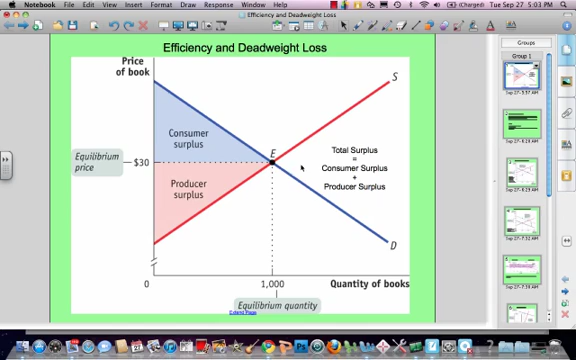 Notebook File Edit View Insert Format Draw Response Window Help
(Charged) Tue Sep 27 5:03 PM
Efficiency and Deadweight Loss
Groups
Group 1
Efficiency and Deadweight Loss
Price
of book
S
Consumer
surplus
E
Total Surplus
=
Consumer Surplus
+
Producer Surplus
Equilibrium
price
$30
Producer
surplus
D
0
1,000
Quantity of books
Equilibrium quantity
Extend Page